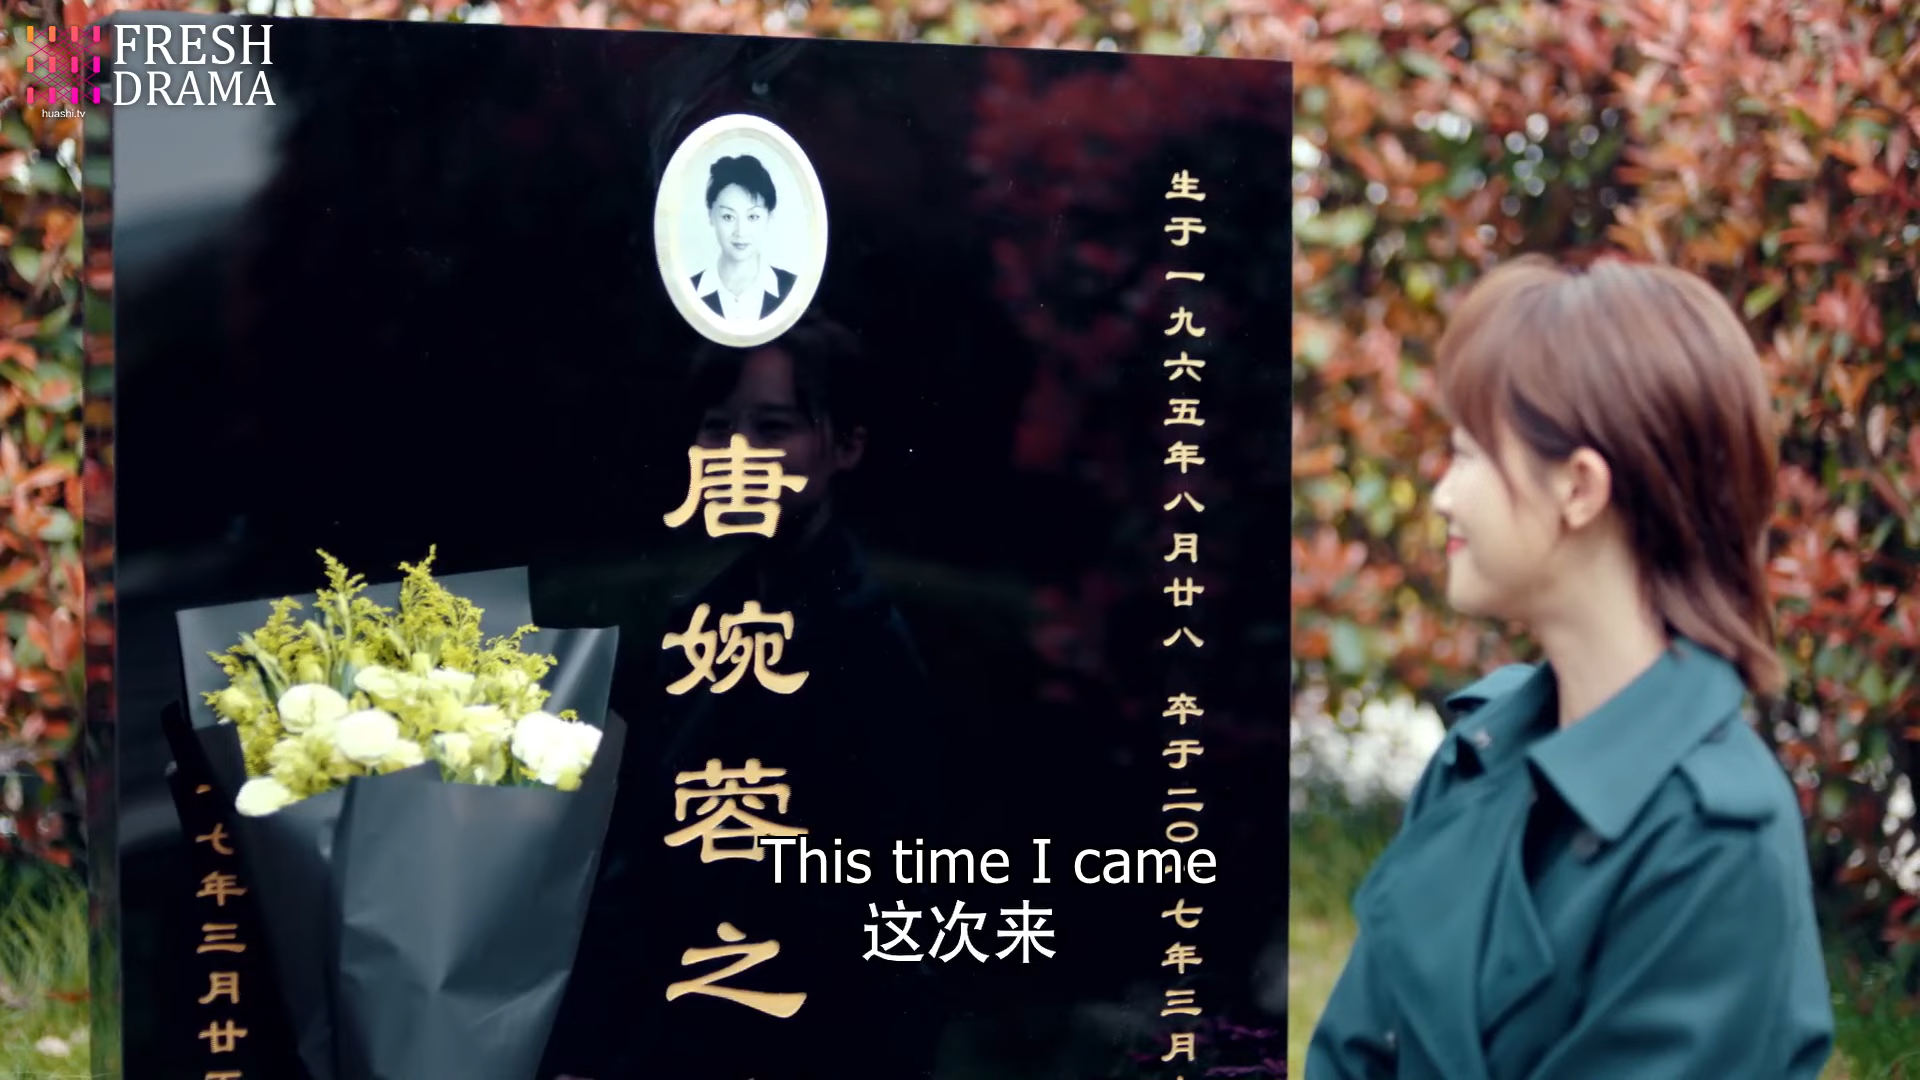 FRESH
DRAMA
huashi.tv
生于一九六五年八月廿八 卒于二〇一七年三月
唐婉蓉之
七年三月廿
This time I came
这次来